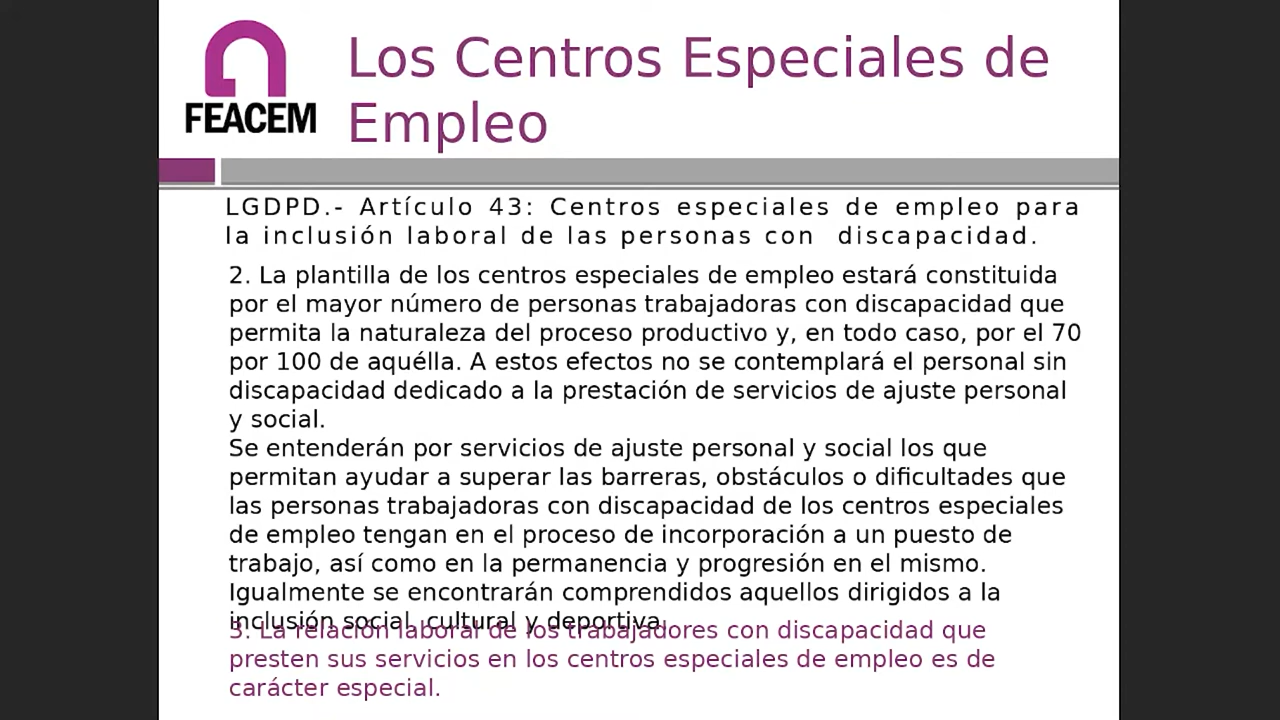 FEACEM
Los Centros Especiales de
Empleo
LGDPD.- Artículo 43: Centros especiales de empleo para
la inclusión laboral de las personas con discapacidad.
2. La plantilla de los centros especiales de empleo estará constituida
por el mayor número de personas trabajadoras con discapacidad que
permita la naturaleza del proceso productivo y, en todo caso, por el 70
por 100 de aquélla. A estos efectos no se contemplará el personal sin
discapacidad dedicado a la prestación de servicios de ajuste personal
y social.
Se entenderán por servicios de ajuste personal y social los que
permitan ayudar a superar las barreras, obstáculos o dificultades que
las personas trabajadoras con discapacidad de los centros especiales
de empleo tengan en el proceso de incorporación a un puesto de
trabajo, así como en la permanencia y progresión en el mismo.
Igualmente se encontrarán comprendidos aquellos dirigidos a la
inclusión social, cultural y deportiva.
3. La relación laboral de los trabajadores con discapacidad que
presten sus servicios en los centros especiales de empleo es de
carácter especial.